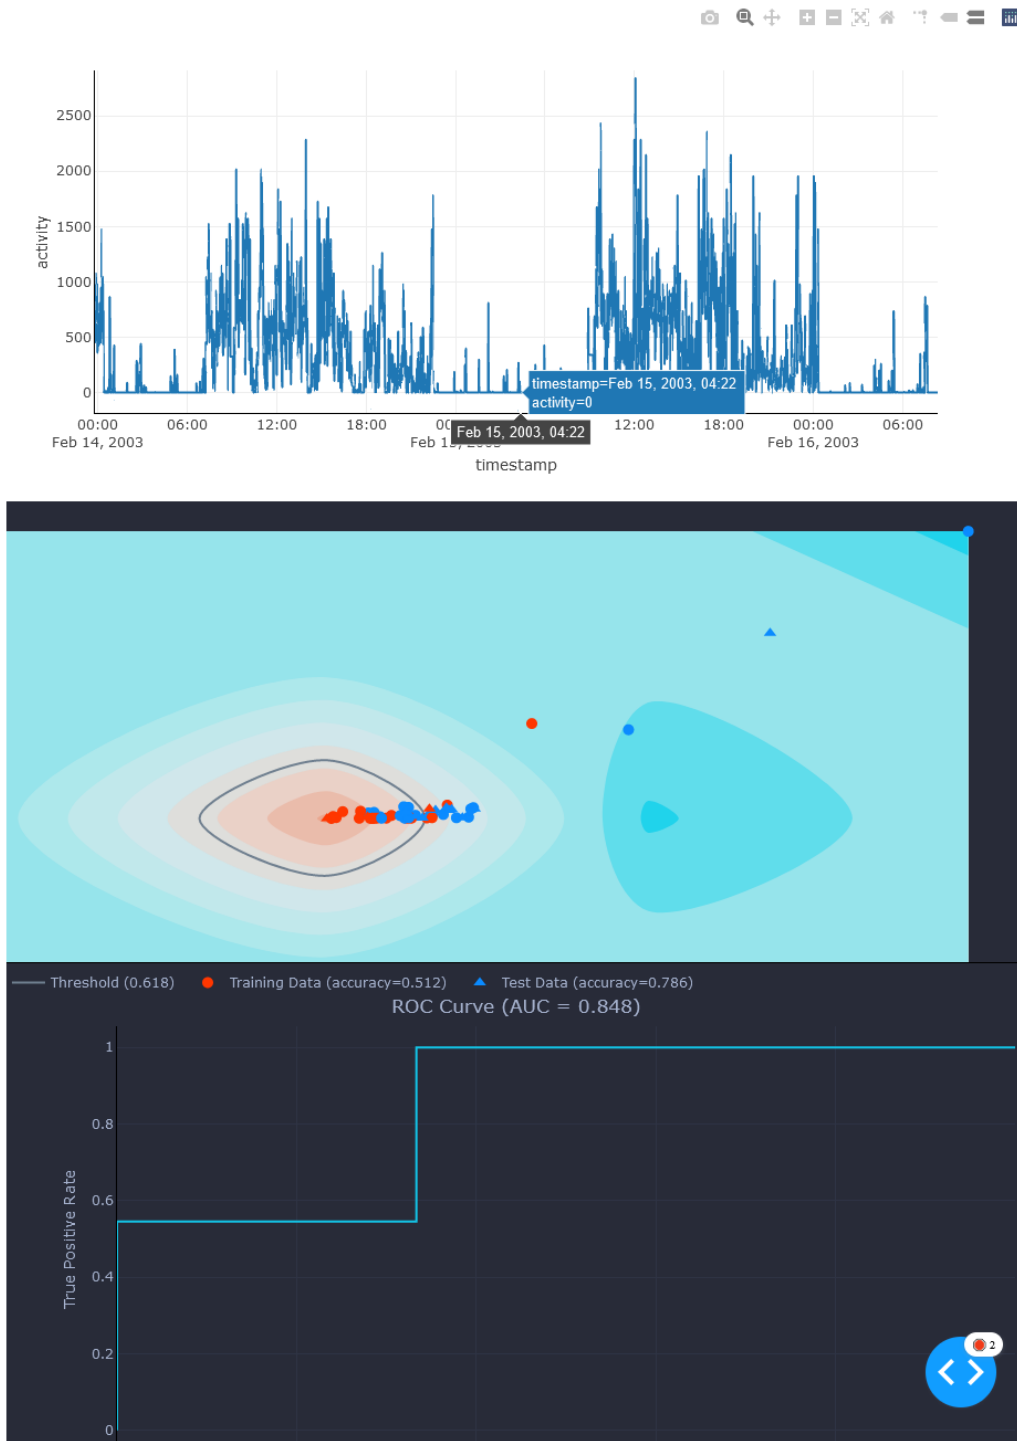 2500
2000
1500
1000
500
0
activity
timestamp=Feb 15, 2003, 04:22
activity=0
00:00 06:00 12:00 18:00 12:00 18:00 00:00 06:00
Feb 14, 2003 Feb 16, 2003
Feb 15, 2003, 04:22
timestamp
Threshold (0.618) Training Data (accuracy=0.512) Test Data (accuracy=0.786)
ROC Curve (AUC = 0.848)
1
0.8
0.6
0.4
0.2
0
True Positive Rate
2